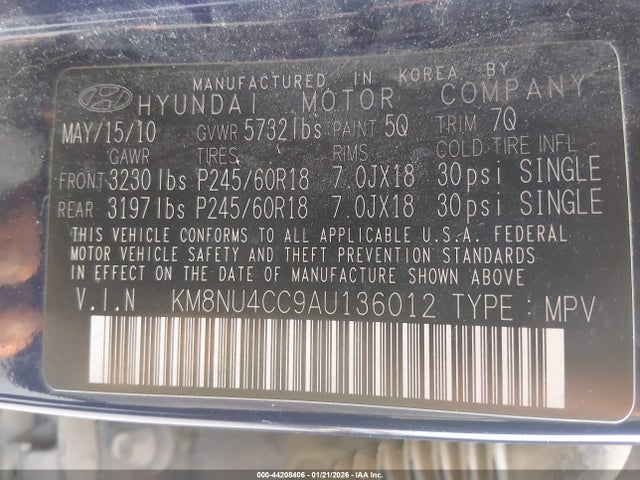 MANUFACTURED IN KOREA BY
HYUNDAI MOTOR COMPANY
MAY/15/10 GVWR 5732lbs PAINT 5Q TRIM 7Q
GAWR TIRES RIMS COLD TIRE INFL
FRONT 3230lbs P245/60R18 7.0JX18 30psi SINGLE
REAR 3197lbs P245/60R18 7.0JX18 30psi SINGLE
THIS VEHICLE CONFORMS TO ALL APPLICABLE U.S.A. FEDERAL
MOTOR VEHICLE SAFETY AND THEFT PREVENTION STANDARDS
IN EFFECT ON THE DATE OF MANUFACTURE SHOWN ABOVE
V.I.N KM8NU4CC9AU136012 TYPE : MPV
000-44208406 - 01/21/2026 - IAA Inc.